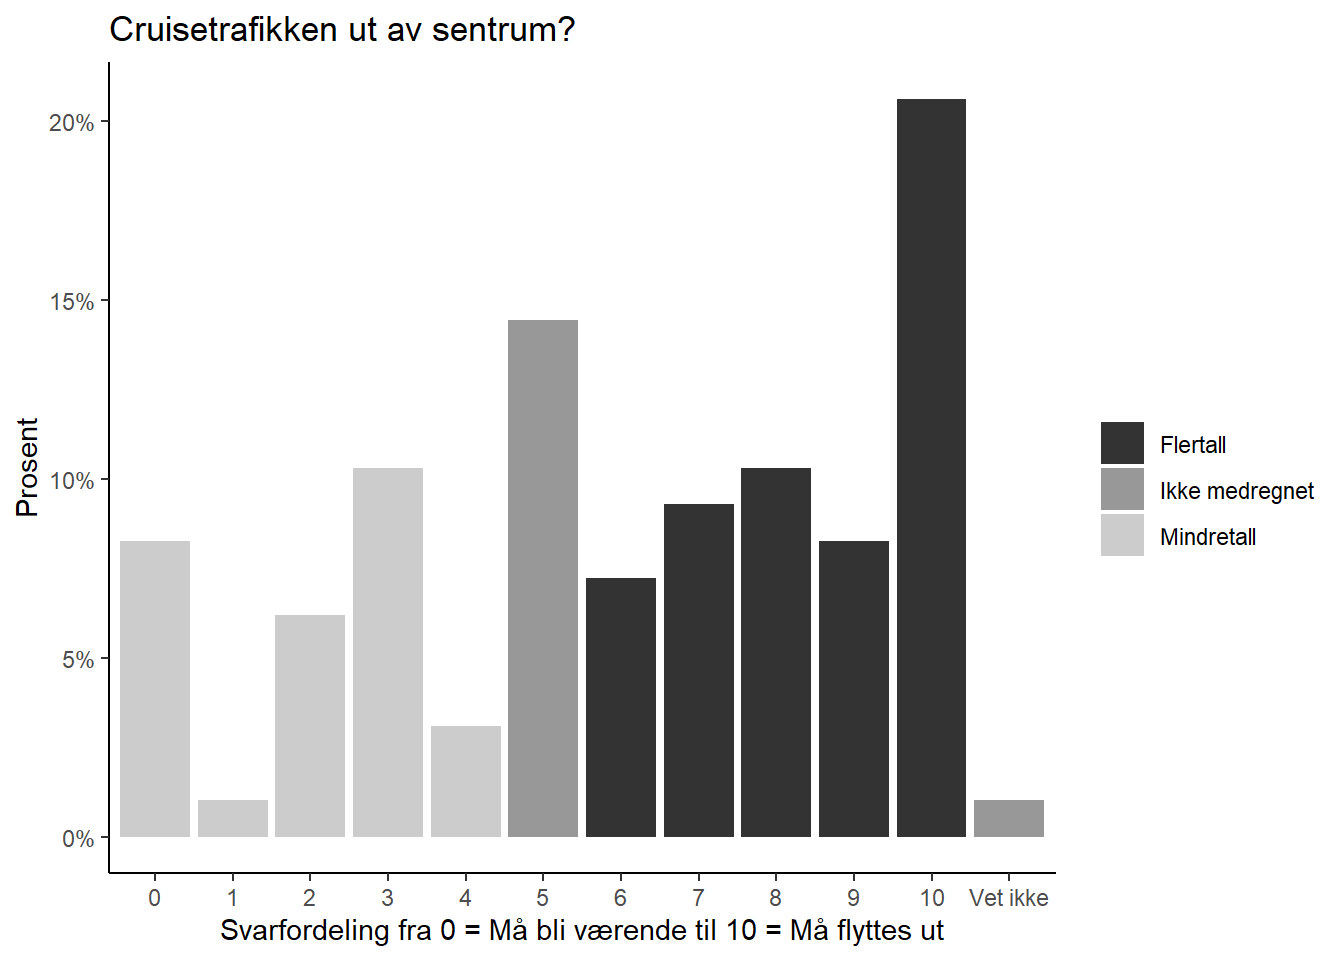 Cruisetrafikken ut av sentrum?
Prosent
20%
15%
10%
5%
0%
0 1 2 3 4 5 6 7 8 9 10 Vet ikke
Svarfordeling fra 0 = Må bli værende til 10 = Må flyttes ut
Flertall
Ikke medregnet
Mindretall